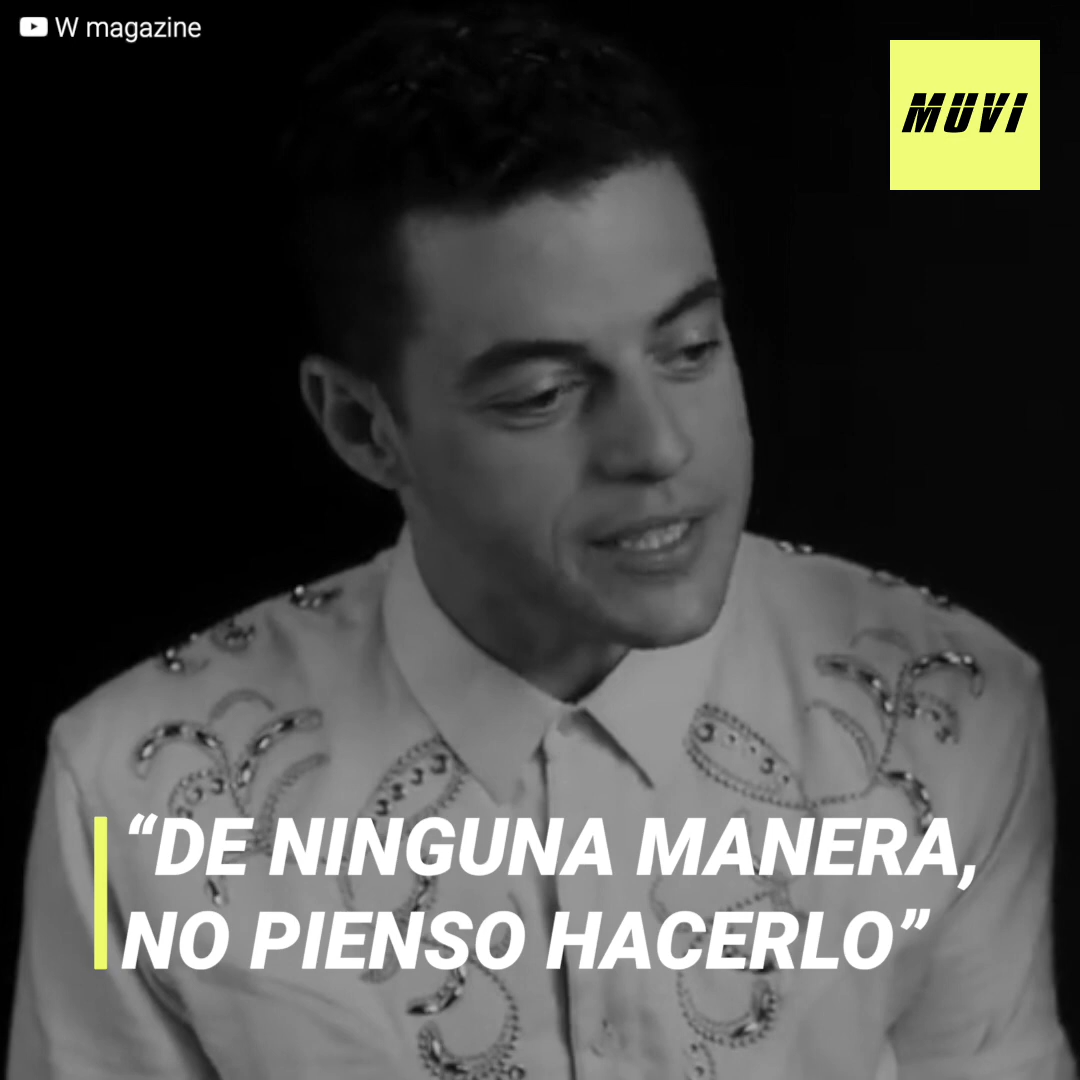 W magazine
MUVI
“DE NINGUNA MANERA,
NO PIENSO HACERLO”